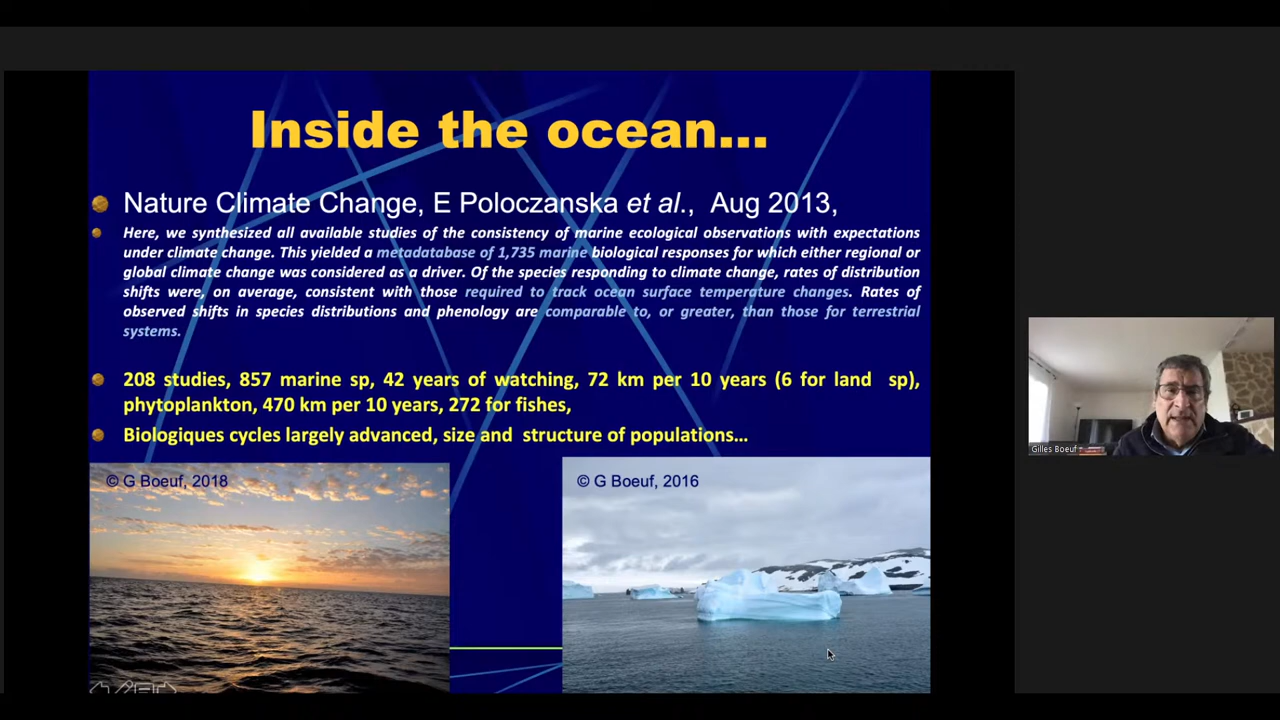 Inside the ocean...
Nature Climate Change, E Poloczanska et al., Aug 2013,
Here, we synthesized all available studies of the consistency of marine ecological observations with expectations
under climate change. This yielded a metadatabase of 1,735 marine biological responses for which either regional or
global climate change was considered as a driver. Of the species responding to climate change, rates of distribution
shifts were, on average, consistent with those required to track ocean surface temperature changes. Rates of
observed shifts in species distributions and phenology are comparable to, or greater, than those for terrestrial
systems.
208 studies, 857 marine sp, 42 years of watching, 72 km per 10 years (6 for land sp),
phytoplankton, 470 km per 10 years, 272 for fishes,
Biologiques cycles largely advanced, size and structure of populations...
© G Boeuf, 2018
© G Boeuf, 2016
Gilles Boeuf